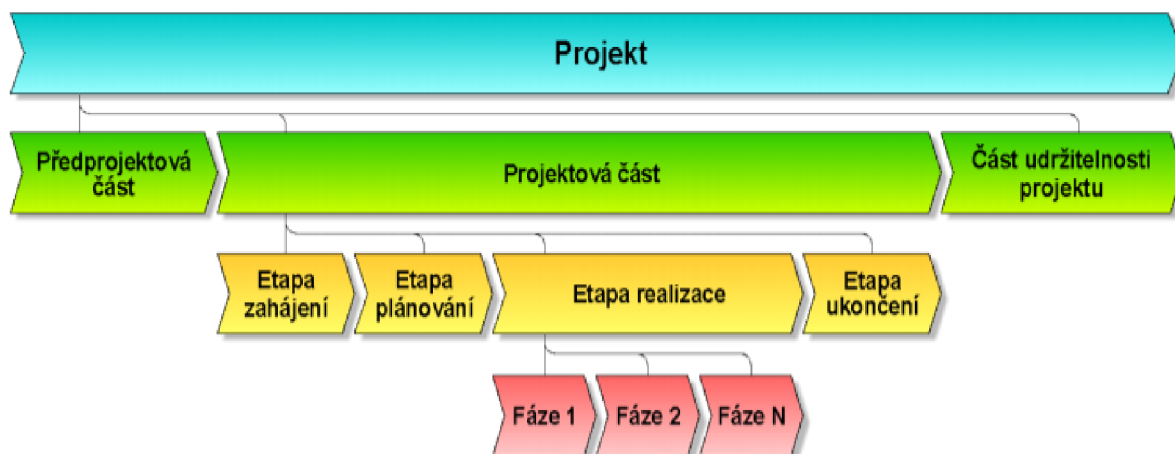 Projekt
Předprojektová
část
Projektová část
Část udržitelnosti
projektu
Etapa
zahájení
Etapa
plánování
Etapa realizace
Etapa
ukončení
Fáze 1
Fáze 2
Fáze N